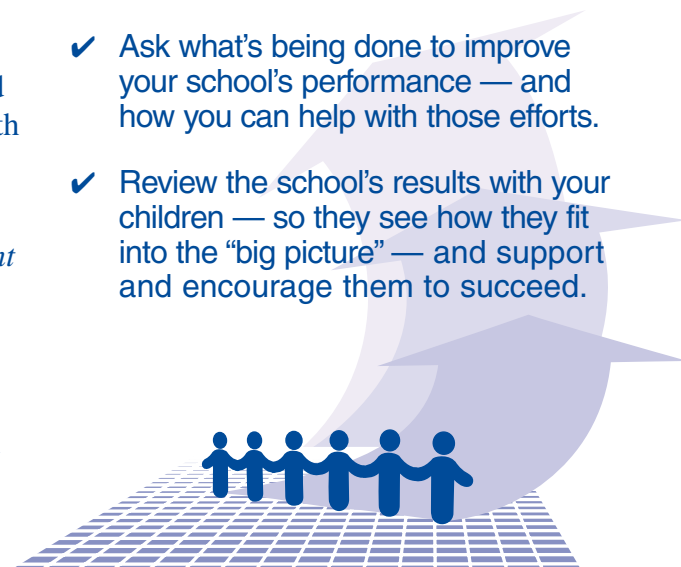 ✔ Ask what’s being done to improve
your school’s performance — and
how you can help with those efforts.
✔ Review the school’s results with your
children — so they see how they fit
into the “big picture” — and support
and encourage them to succeed.